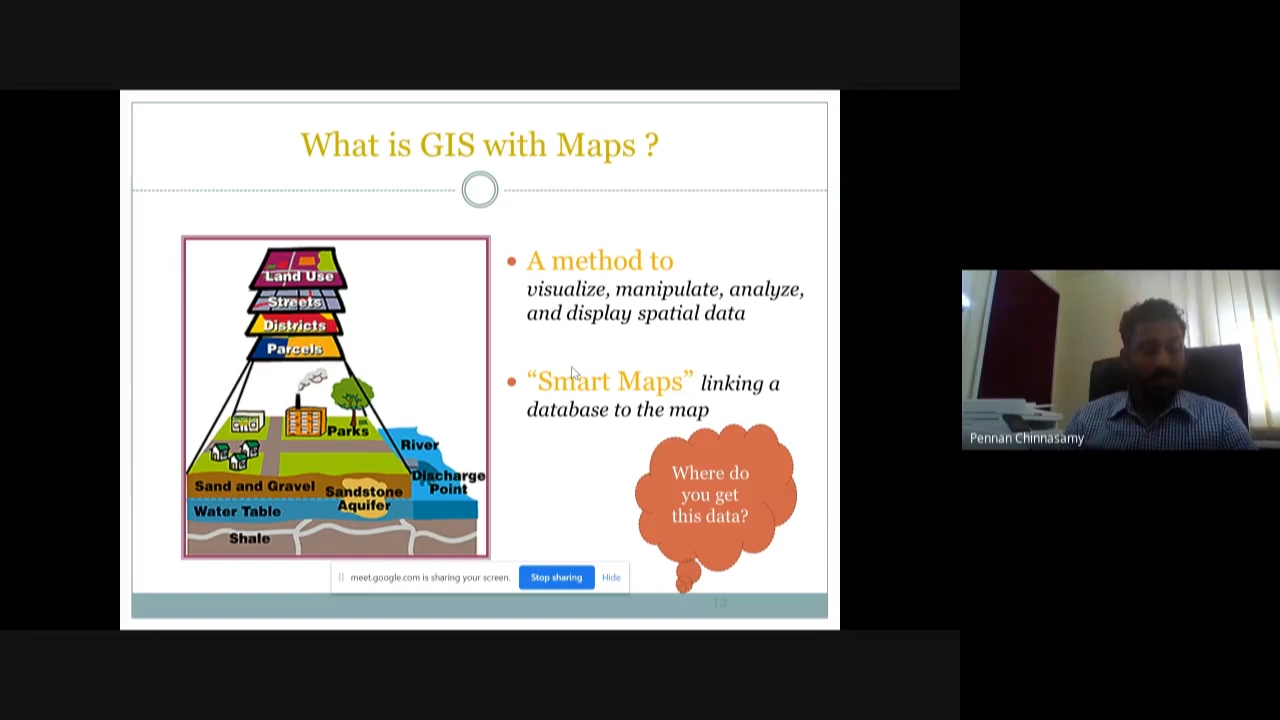 What is GIS with Maps ?
Land Use
Streets
Districts
Parcels
Parks
River
Discharge
Point
Sand and Gravel
Sandstone
Aquifer
Water Table
Shale
• A method to
visualize, manipulate, analyze,
and display spatial data
• “Smart Maps” linking a
database to the map
Where do
you get
this data?
meet.google.com is sharing your screen.
Stop sharing
Hide
Pennan Chinnasamy